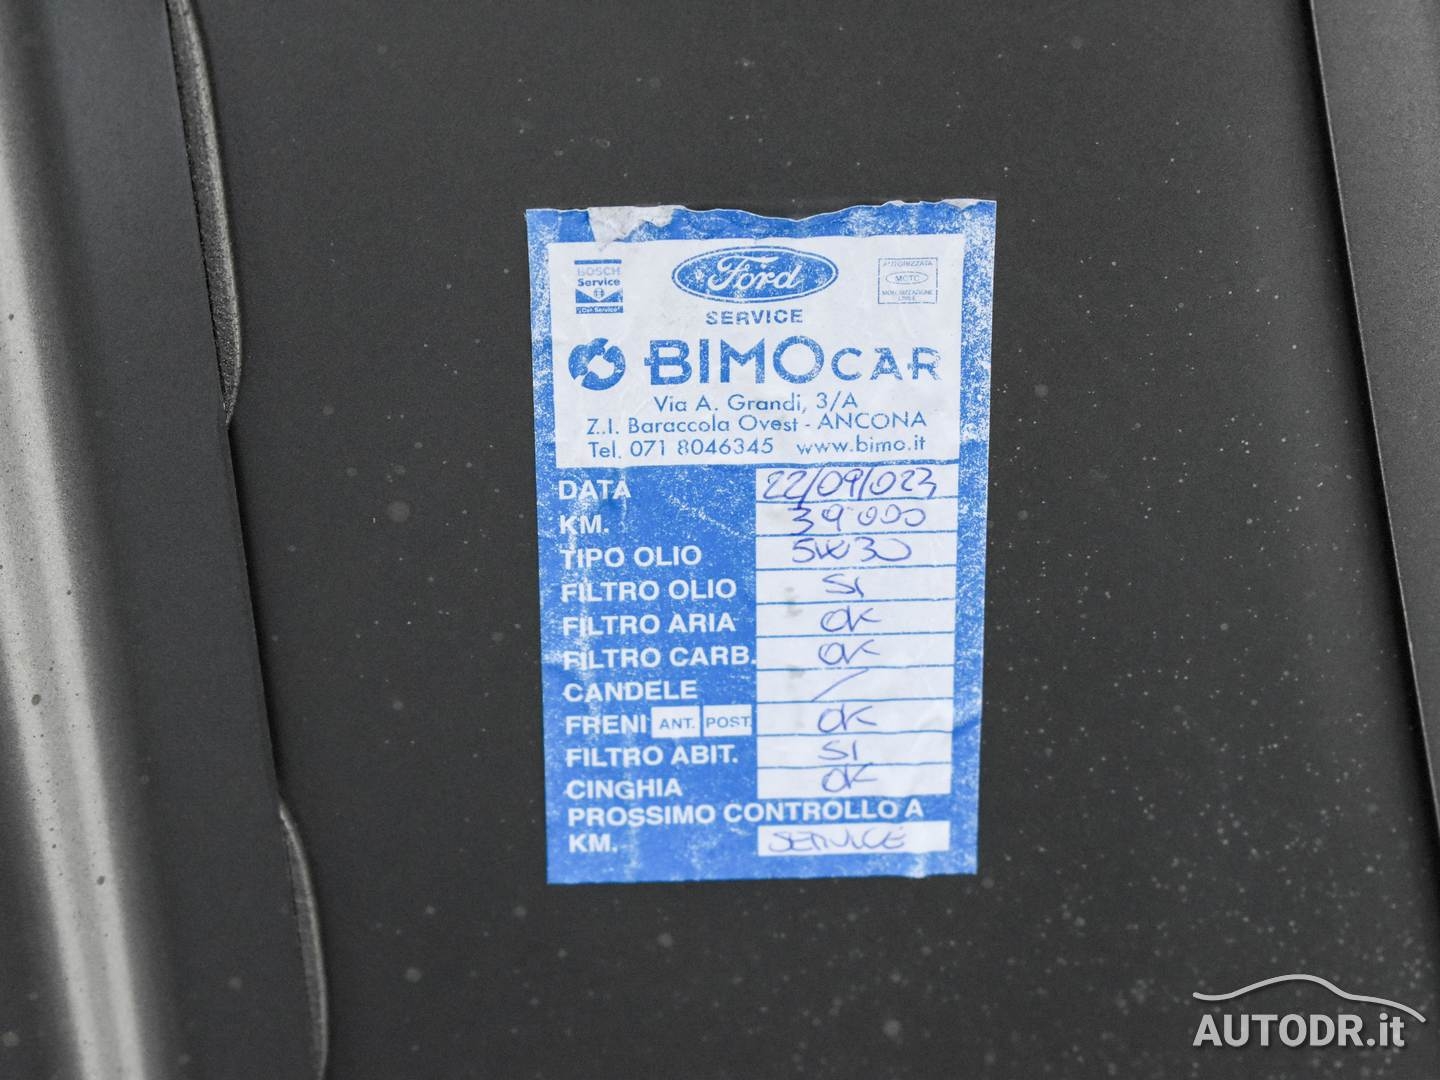 BOSCH
Service
Car Service
Ford
SERVICE
AUTORIZZATA
MCTC
BIMOCAR
Via A. Grandi, 3/A
Z.I. Baraccola Ovest - ANCONA
Tel. 071 8046345 www.bimo.it
DATA 22/09/023
KM. 39000
TIPO OLIO 5W30
FILTRO OLIO SI
FILTRO ARIA OK
FILTRO CARB. OK
CANDELE /
FRENI ANT. POST. OK
FILTRO ABIT. SI
CINGHIA OK
PROSSIMO CONTROLLO A
KM. SERVICE
AUTODR.it